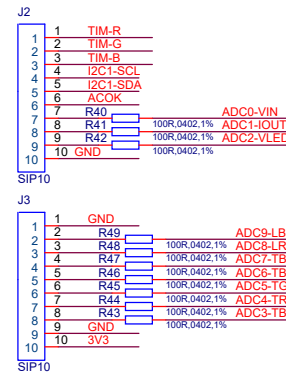 J2
1 1 TIM-R
2 2 TIM-G
3 3 TIM-B
4 4 I2C1-SCL
5 5 I2C1-SDA
6 6 ACOK
7 7 R40 100R,0402,1% ADC0-VIN
8 8 R41 100R,0402,1% ADC1-IOUT
9 9 R42 100R,0402,1% ADC2-VLED
10 10 GND
SIP10
J3
1 1 GND
2 2 R49 100R,0402,1% ADC9-LB
3 3 R48 100R,0402,1% ADC8-LR
4 4 R47 100R,0402,1% ADC7-TB
5 5 R46 100R,0402,1% ADC6-TB
6 6 R45 100R,0402,1% ADC5-TG
7 7 R44 100R,0402,1% ADC4-TR
8 8 R43 100R,0402,1% ADC3-TB
9 9 GND
10 10 3V3
SIP10